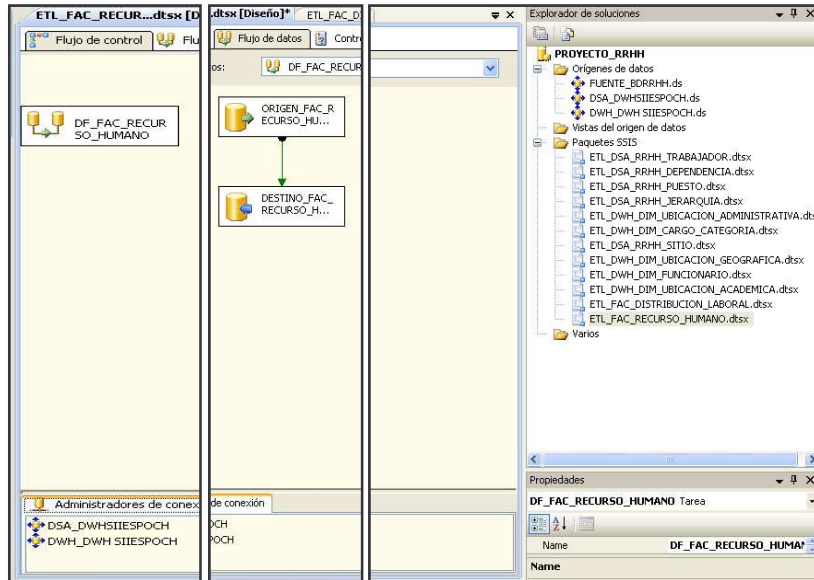 ETL_FAC_RECUR...dtsx [D
.dtsx [Diseño]*
ETL_FAC_D
Flujo de control
Flu
Flujo de datos
Contr
os:
DF_FAC_RECUR
DF_FAC_RECUR
SO_HUMANO
ORIGEN_FAC_R
ECURSO_HU...
DESTINO_FAC_
RECURSO_H...
Administradores de conex
de conexión
DSA_DWHSIIESPOCH
OCH
DWH_DWH SIIESPOCH
POCH
Explorador de soluciones
PROYECTO_RRHH
Orígenes de datos
FUENTE_BDRRHH.ds
DSA_DWHSIIESPOCH.ds
DWH_DWH SIIESPOCH.ds
Vistas del origen de datos
Paquetes SSIS
ETL_DSA_RRHH_TRABAJADOR.dtsx
ETL_DSA_RRHH_DEPENDENCIA.dtsx
ETL_DSA_RRHH_PUESTO.dtsx
ETL_DSA_RRHH_JERARQUIA.dtsx
ETL_DWH_DIM_UBICACION_ADMINISTRATIVA.dts
ETL_DWH_DIM_CARGO_CATEGORIA.dtsx
ETL_DSA_RRHH_SITIO.dtsx
ETL_DWH_DIM_UBICACION_GEOGRAFICA.dtsx
ETL_DWH_DIM_FUNCIONARIO.dtsx
ETL_DWH_DIM_UBICACION_ACADEMICA.dtsx
ETL_FAC_DISTRIBUCION_LABORAL.dtsx
ETL_FAC_RECURSO_HUMANO.dtsx
Varios
Propiedades
DF_FAC_RECURSO_HUMANO Tarea
Name DF_FAC_RECURSO_HUMAN
Name